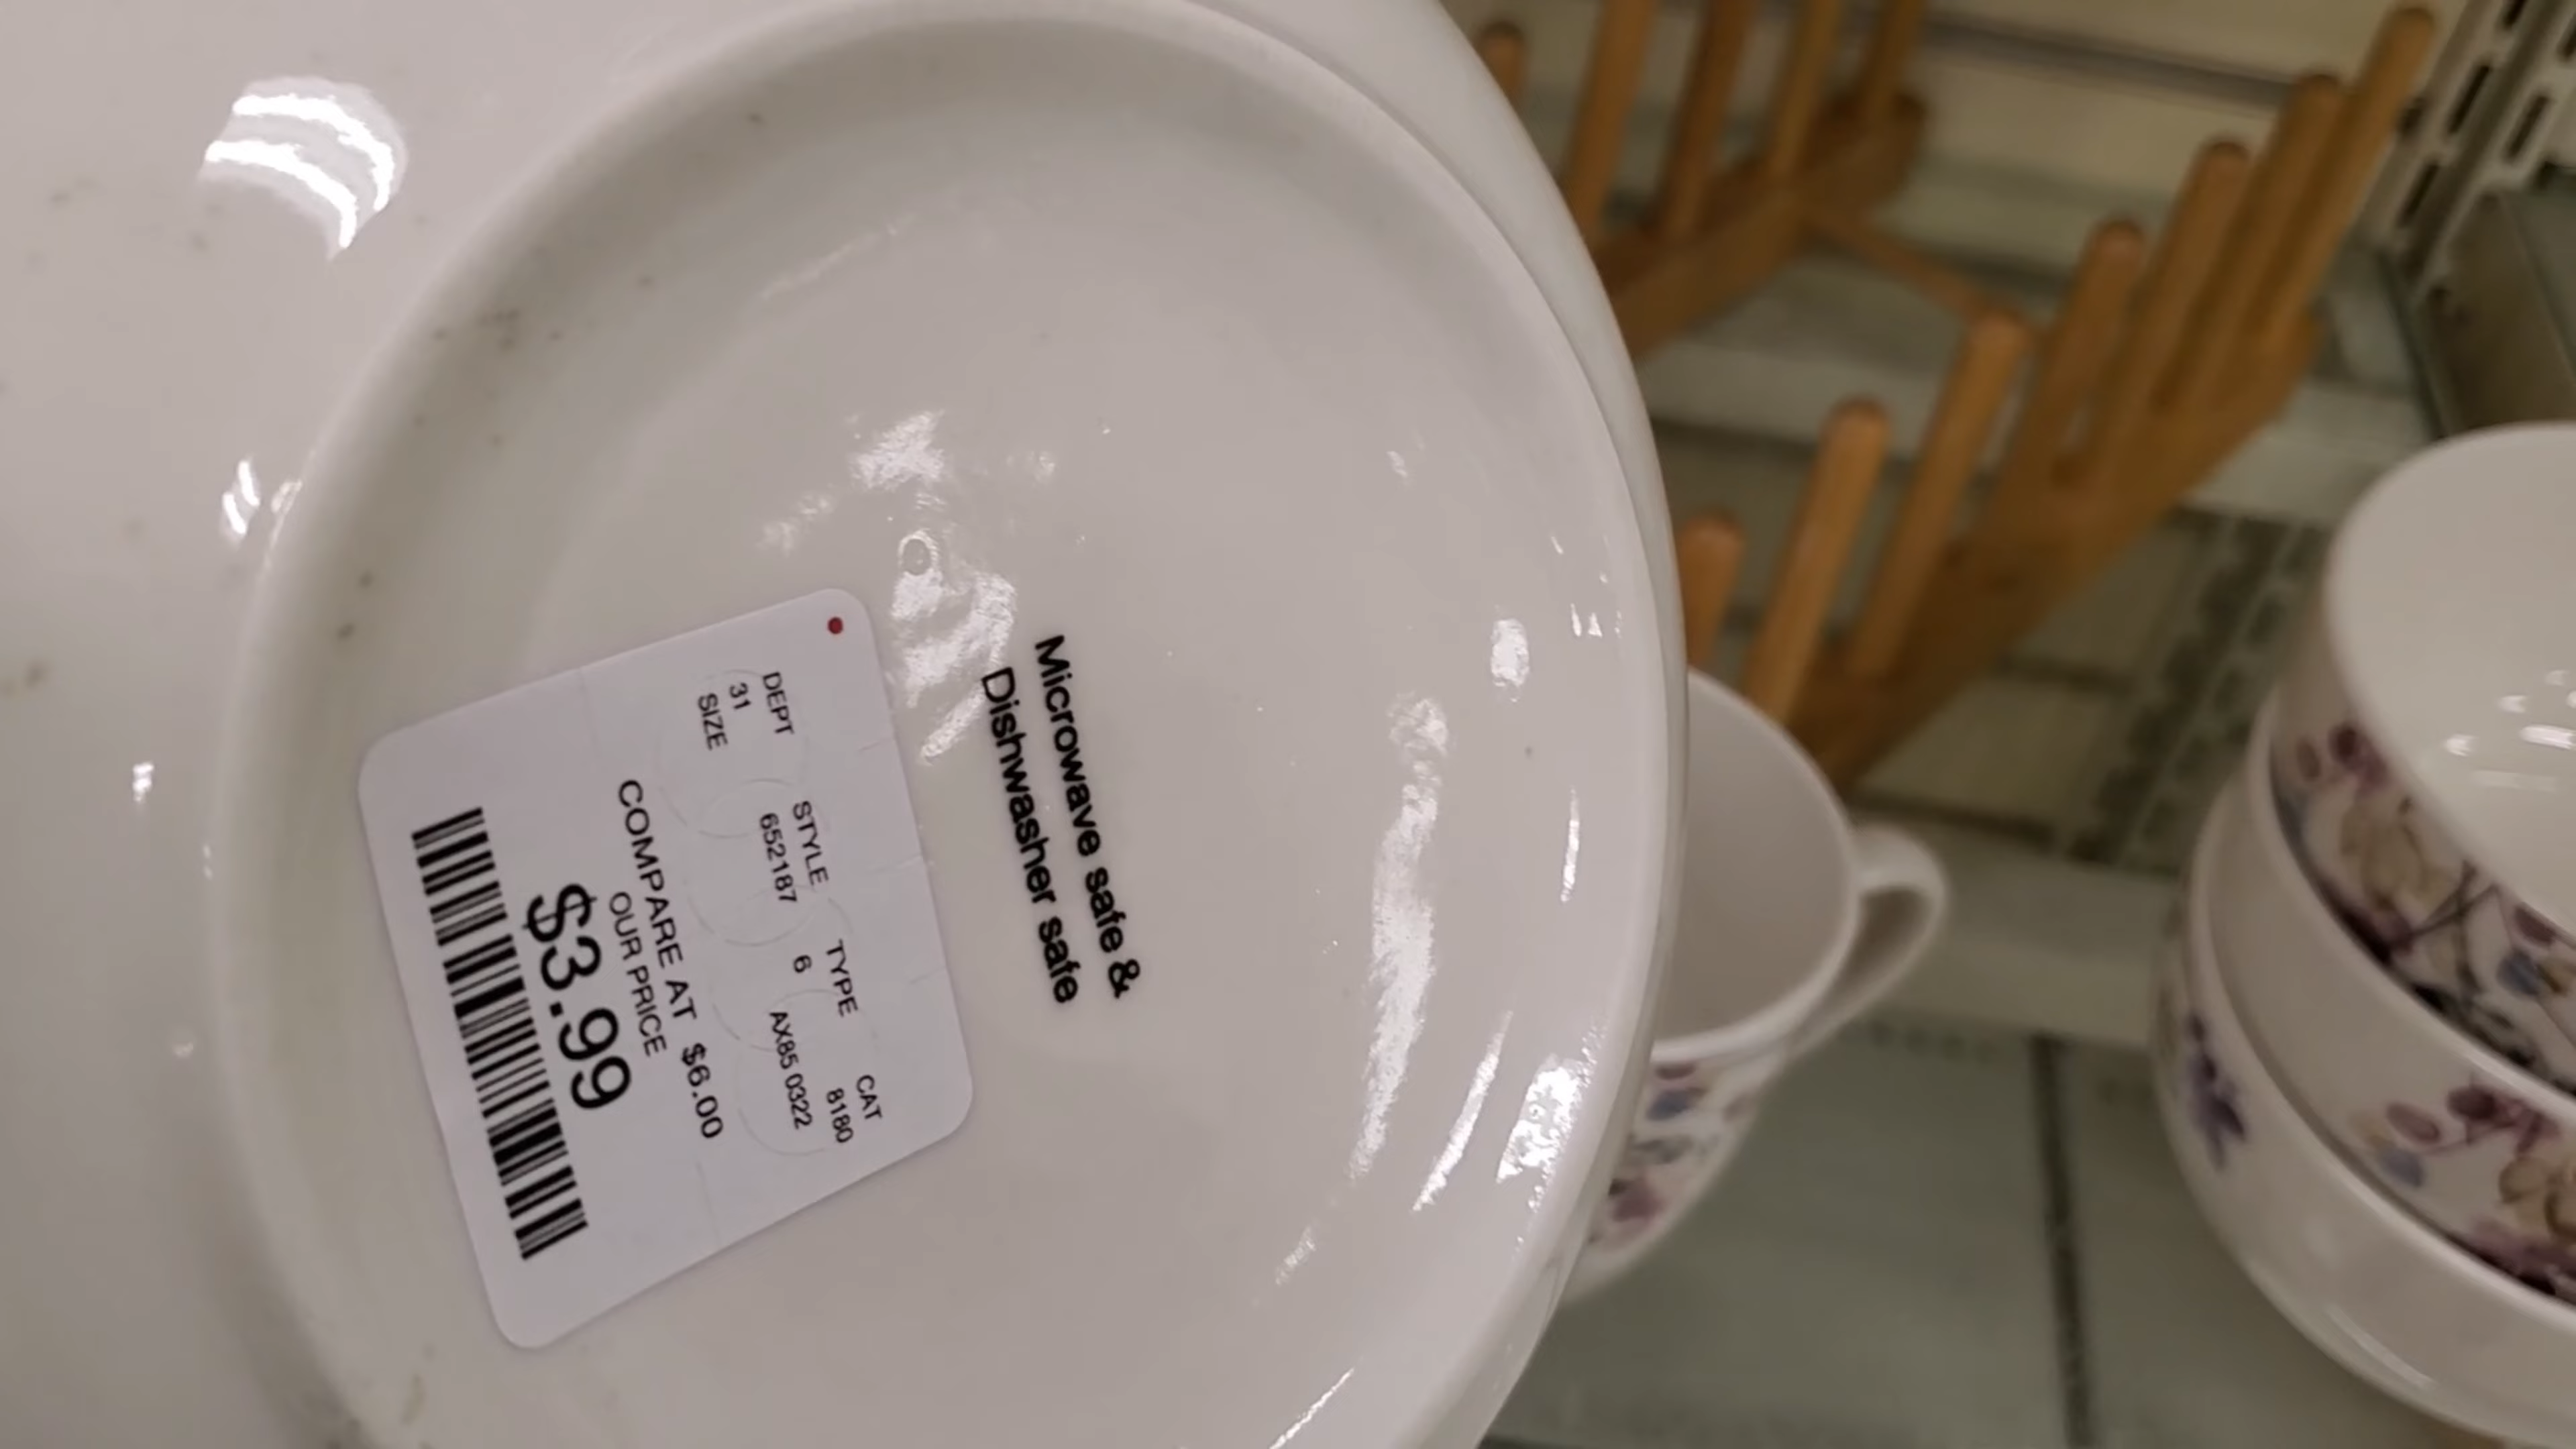 Microwave safe &
Dishwasher safe
DEPT STYLE TYPE CAT
31 652187 6 8180
SIZE AX85 0322
COMPARE AT $6.00
OUR PRICE
$3.99